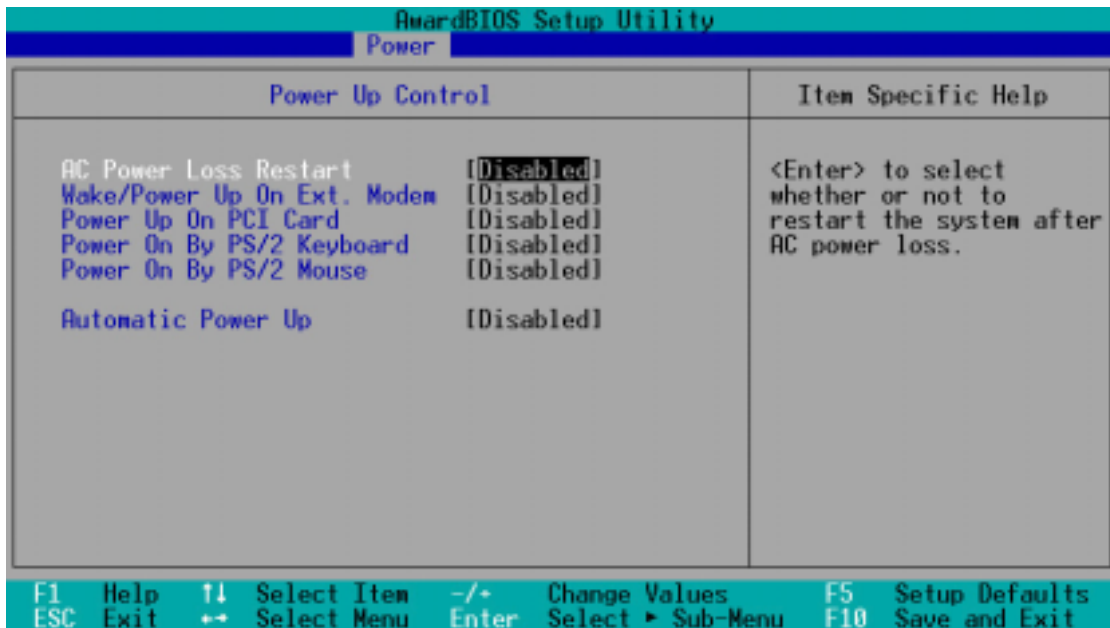 AwardBIOS Setup Utility
Power
Power Up Control
Item Specific Help
AC Power Loss Restart [Disabled]
Wake/Power Up On Ext. Modem [Disabled]
Power Up On PCI Card [Disabled]
Power On By PS/2 Keyboard [Disabled]
Power On By PS/2 Mouse [Disabled]
Automatic Power Up [Disabled]
<Enter> to select
whether or not to
restart the system after
AC power loss.
F1 Help ↑↓ Select Item -/+ Change Values F5 Setup Defaults
ESC Exit ←→ Select Menu Enter Select ► Sub-Menu F10 Save and Exit